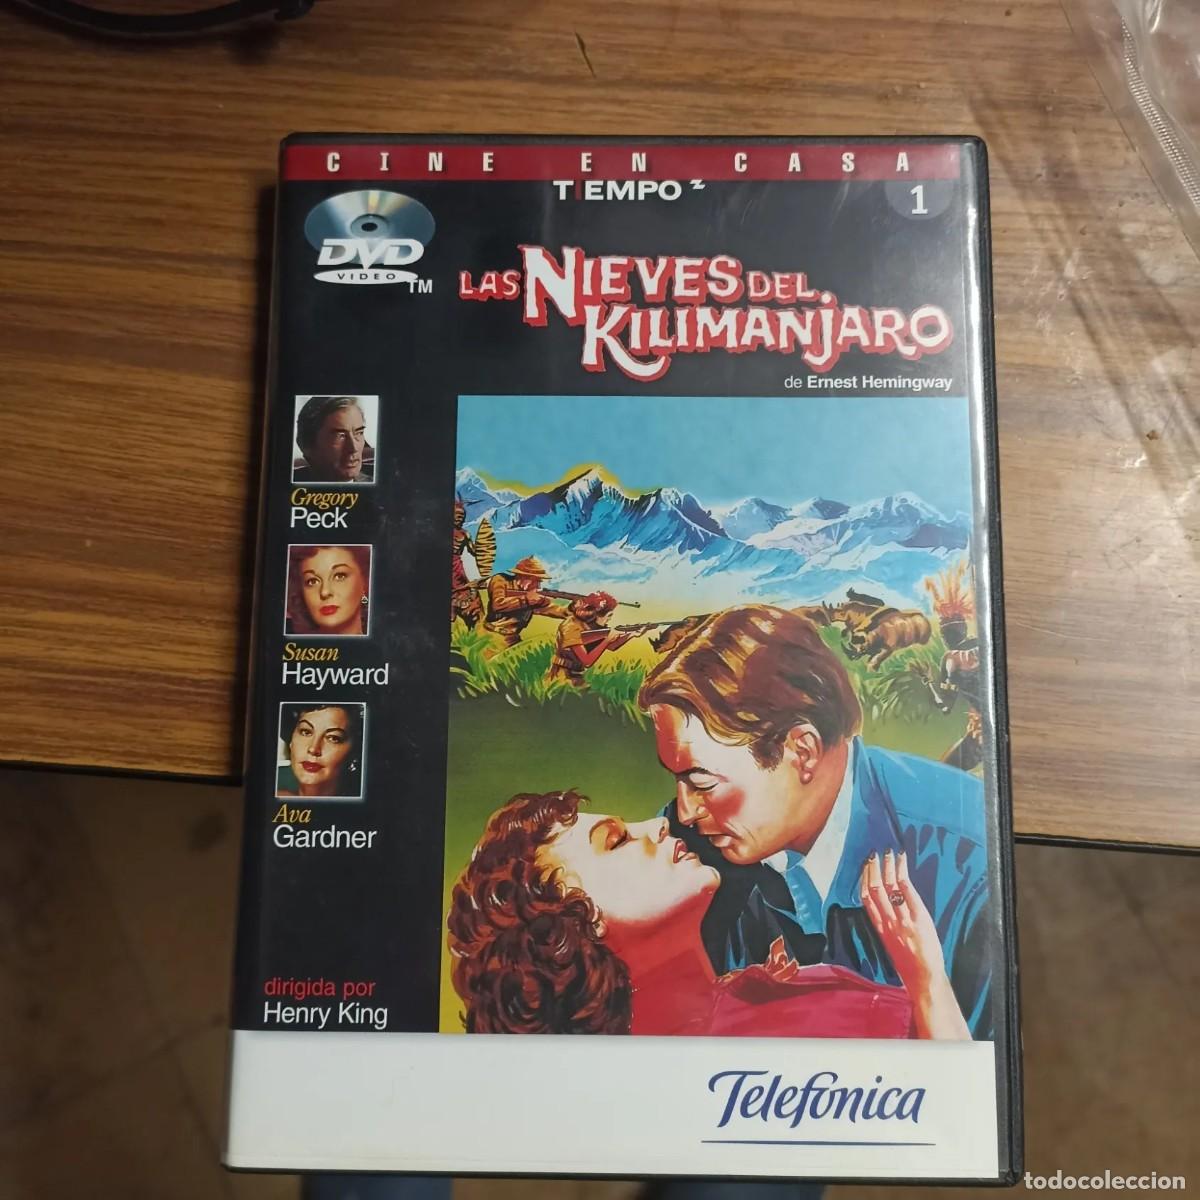 CINE EN CASA
TIEMPO
1
DVD
VIDEO
TM
LAS NIEVES DEL
KILIMANJARO
de Ernest Hemingway
Gregory
Peck
Susan
Hayward
Ava
Gardner
dirigida por
Henry King
Telefónica
todocoleccion